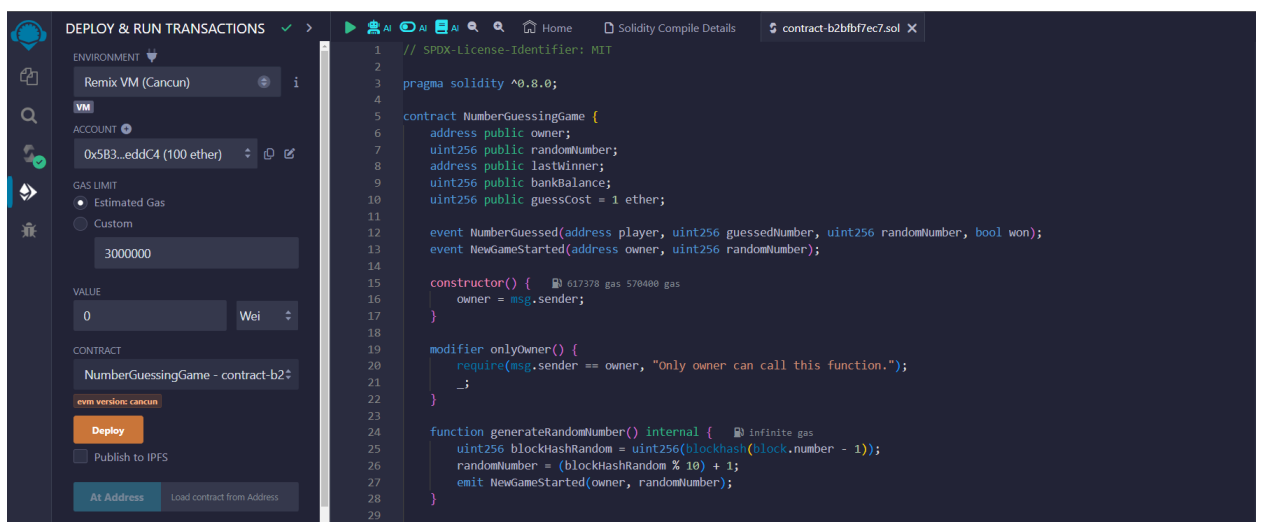 DEPLOY & RUN TRANSACTIONS
ENVIRONMENT
Remix VM (Cancun)
i
VM
ACCOUNT
0x5B3...eddC4 (100 ether)
GAS LIMIT
Estimated Gas
Custom
3000000
VALUE
0 Wei
CONTRACT
NumberGuessingGame - contract-b2
evm version: cancun
Deploy
Publish to IPFS
At Address Load contract from Address
AI AI AI Home Solidity Compile Details contract-b2bfbf7ec7.sol
1 // SPDX-License-Identifier: MIT
2
3 pragma solidity ^0.8.0;
4
5 contract NumberGuessingGame {
6 address public owner;
7 uint256 public randomNumber;
8 address public lastWinner;
9 uint256 public bankBalance;
10 uint256 public guessCost = 1 ether;
11
12 event NumberGuessed(address player, uint256 guessedNumber, uint256 randomNumber, bool won);
13 event NewGameStarted(address owner, uint256 randomNumber);
14
15 constructor() { 617378 gas 570400 gas
16 owner = msg.sender;
17 }
18
19 modifier onlyOwner() {
20 require(msg.sender == owner, "Only owner can call this function.");
21 _;
22 }
23
24 function generateRandomNumber() internal { infinite gas
25 uint256 blockHashRandom = uint256(blockhash(block.number - 1));
26 randomNumber = (blockHashRandom % 10) + 1;
27 emit NewGameStarted(owner, randomNumber);
28 }
29